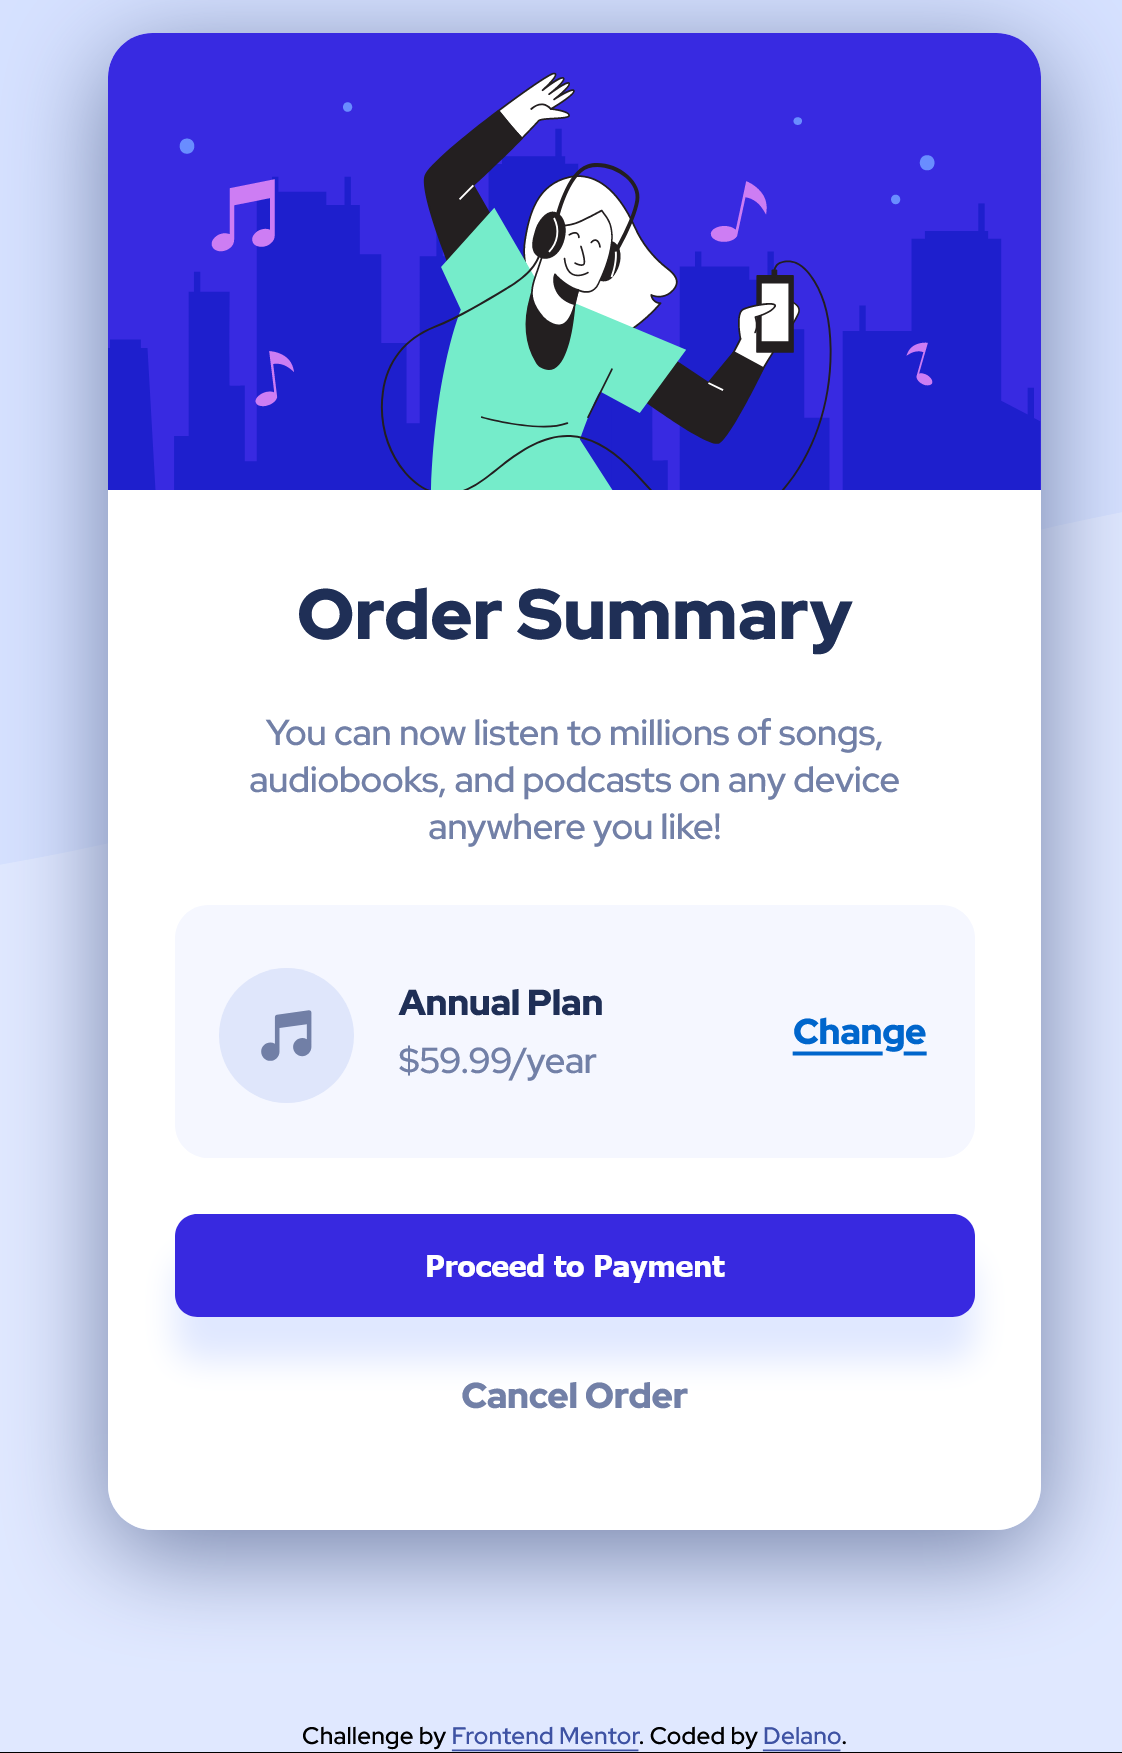 Order Summary
You can now listen to millions of songs,
audiobooks, and podcasts on any device
anywhere you like!
Annual Plan
$59.99/year
Change
Proceed to Payment
Cancel Order
Challenge by Frontend Mentor. Coded by Delano.